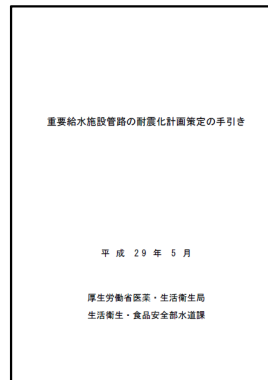 重要給水施設管路の耐震化計画策定の手引き
平 成 29 年 5 月
厚生労働省医薬・生活衛生局
生活衛生・食品安全部水道課